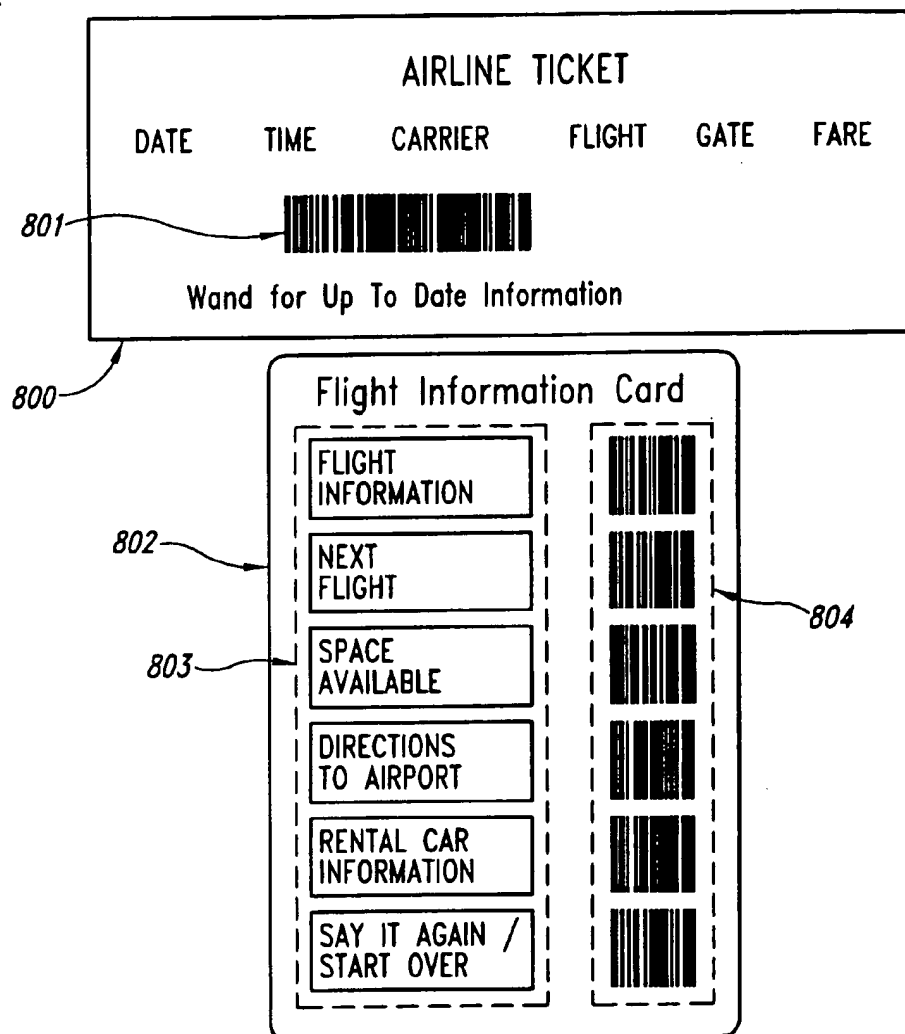 AIRLINE TICKET
DATE TIME CARRIER FLIGHT GATE FARE
801
Wand for Up To Date Information
800
Flight Information Card
FLIGHT
INFORMATION
802
NEXT
FLIGHT
804
803
SPACE
AVAILABLE
DIRECTIONS
TO AIRPORT
RENTAL CAR
INFORMATION
SAY IT AGAIN /
START OVER